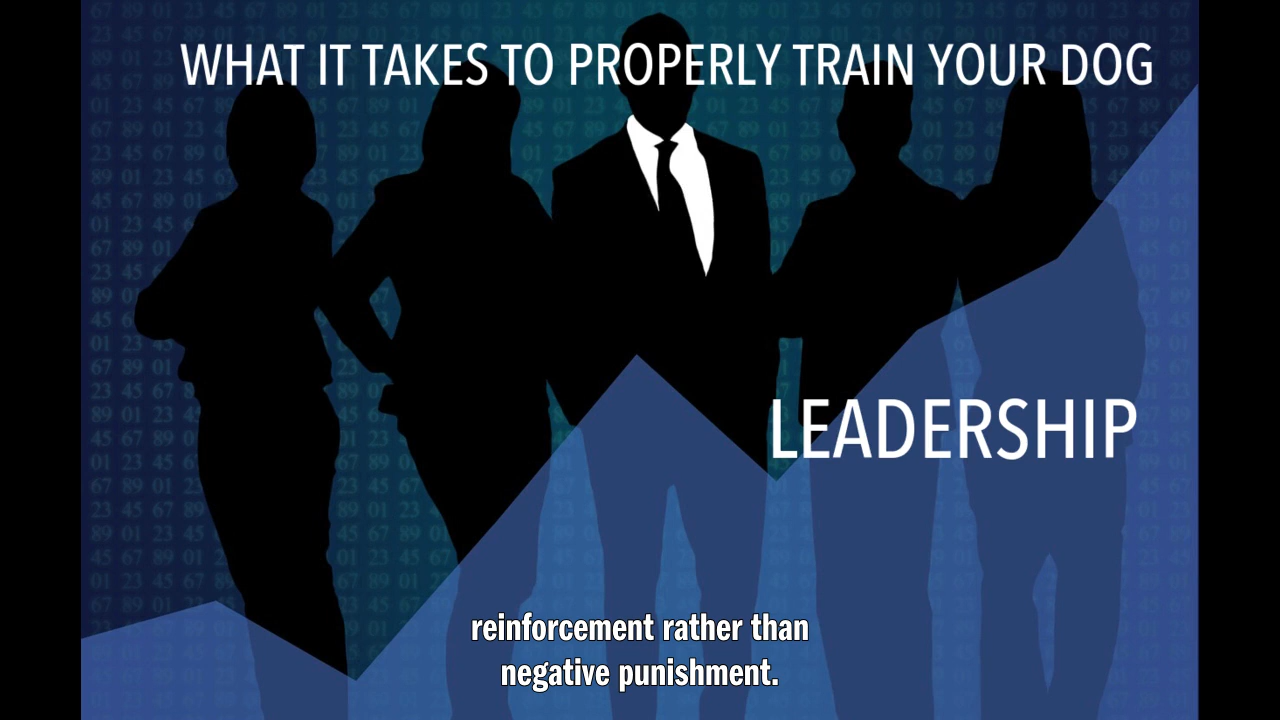 WHAT IT TAKES TO PROPERLY TRAIN YOUR DOG
LEADERSHIP
reinforcement rather than
negative punishment.